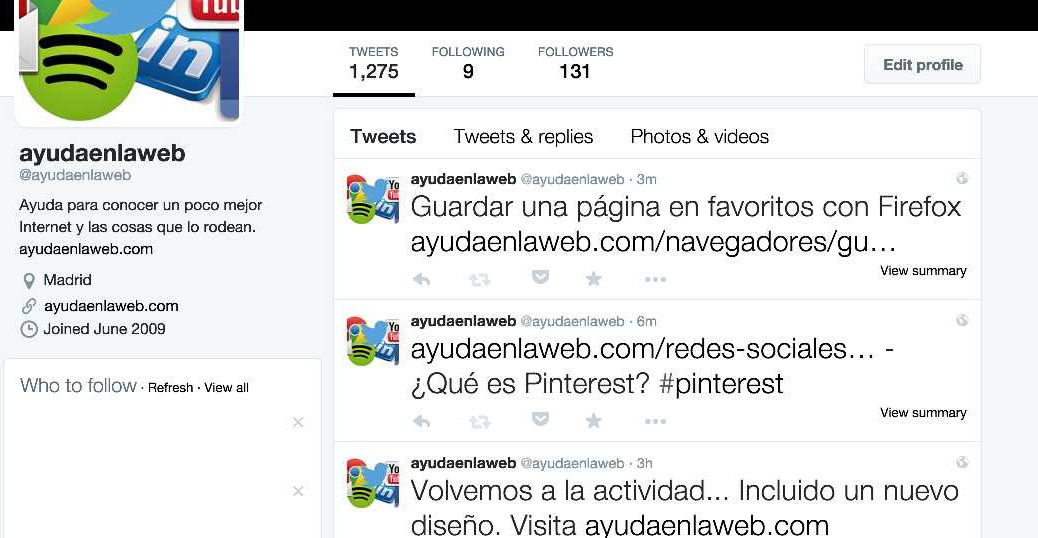 Tub
in
TWEETS FOLLOWING FOLLOWERS
1,275 9 131
Edit profile
ayudaenlaweb
@ayudaenlaweb
Ayuda para conocer un poco mejor
Internet y las cosas que lo rodean.
ayudaenlaweb.com
Madrid
ayudaenlaweb.com
Joined June 2009
Who to follow · Refresh · View all
Tweets Tweets & replies Photos & videos
ayudaenlaweb @ayudaenlaweb · 3m
Guardar una página en favoritos con Firefox
ayudaenlaweb.com/navegadores/gu…
View summary
ayudaenlaweb @ayudaenlaweb · 6m
ayudaenlaweb.com/redes-sociales… -
¿Qué es Pinterest? #pinterest
View summary
ayudaenlaweb @ayudaenlaweb · 3h
Volvemos a la actividad... Incluido un nuevo
diseño. Visita ayudaenlaweb.com